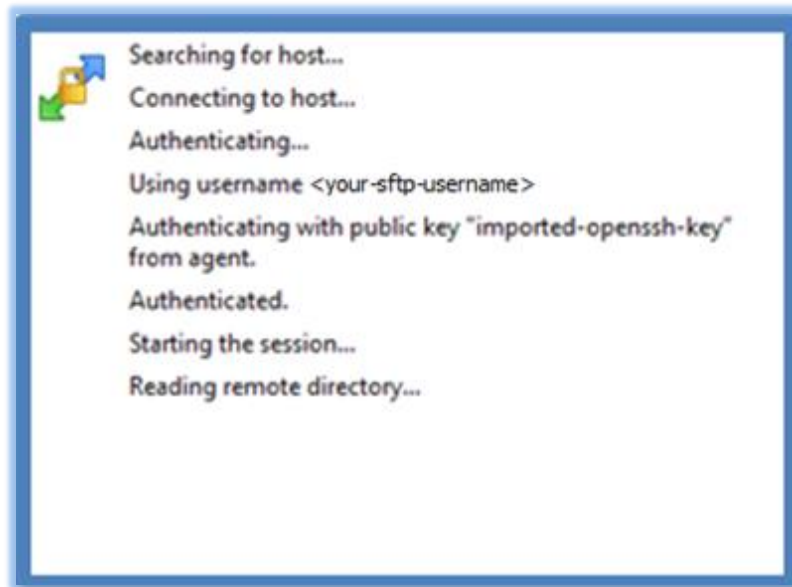 Searching for host...
Connecting to host...
Authenticating...
Using username <your-sftp-username>
Authenticating with public key "imported-openssh-key"
from agent.
Authenticated.
Starting the session...
Reading remote directory...